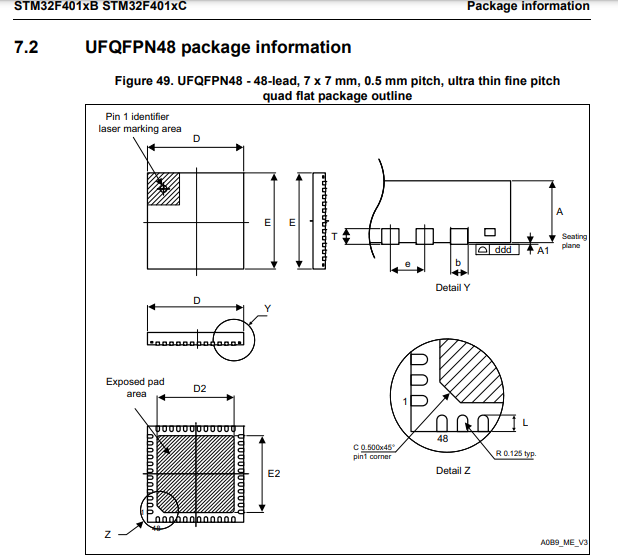 STM32F401xB STM32F401xC
Package information
7.2 UFQFPN48 package information
Figure 49. UFQFPN48 - 48-lead, 7 x 7 mm, 0.5 mm pitch, ultra thin fine pitch
quad flat package outline
Pin 1 identifier
laser marking area
D
E
E
T
A
Seating
plane
ddd
A1
e
b
Detail Y
D
Y
Exposed pad
area
D2
1
L
48
C 0.500x45°
pin1 corner
R 0.125 typ.
E2
Detail Z
1
48
Z
A0B9_ME_V3